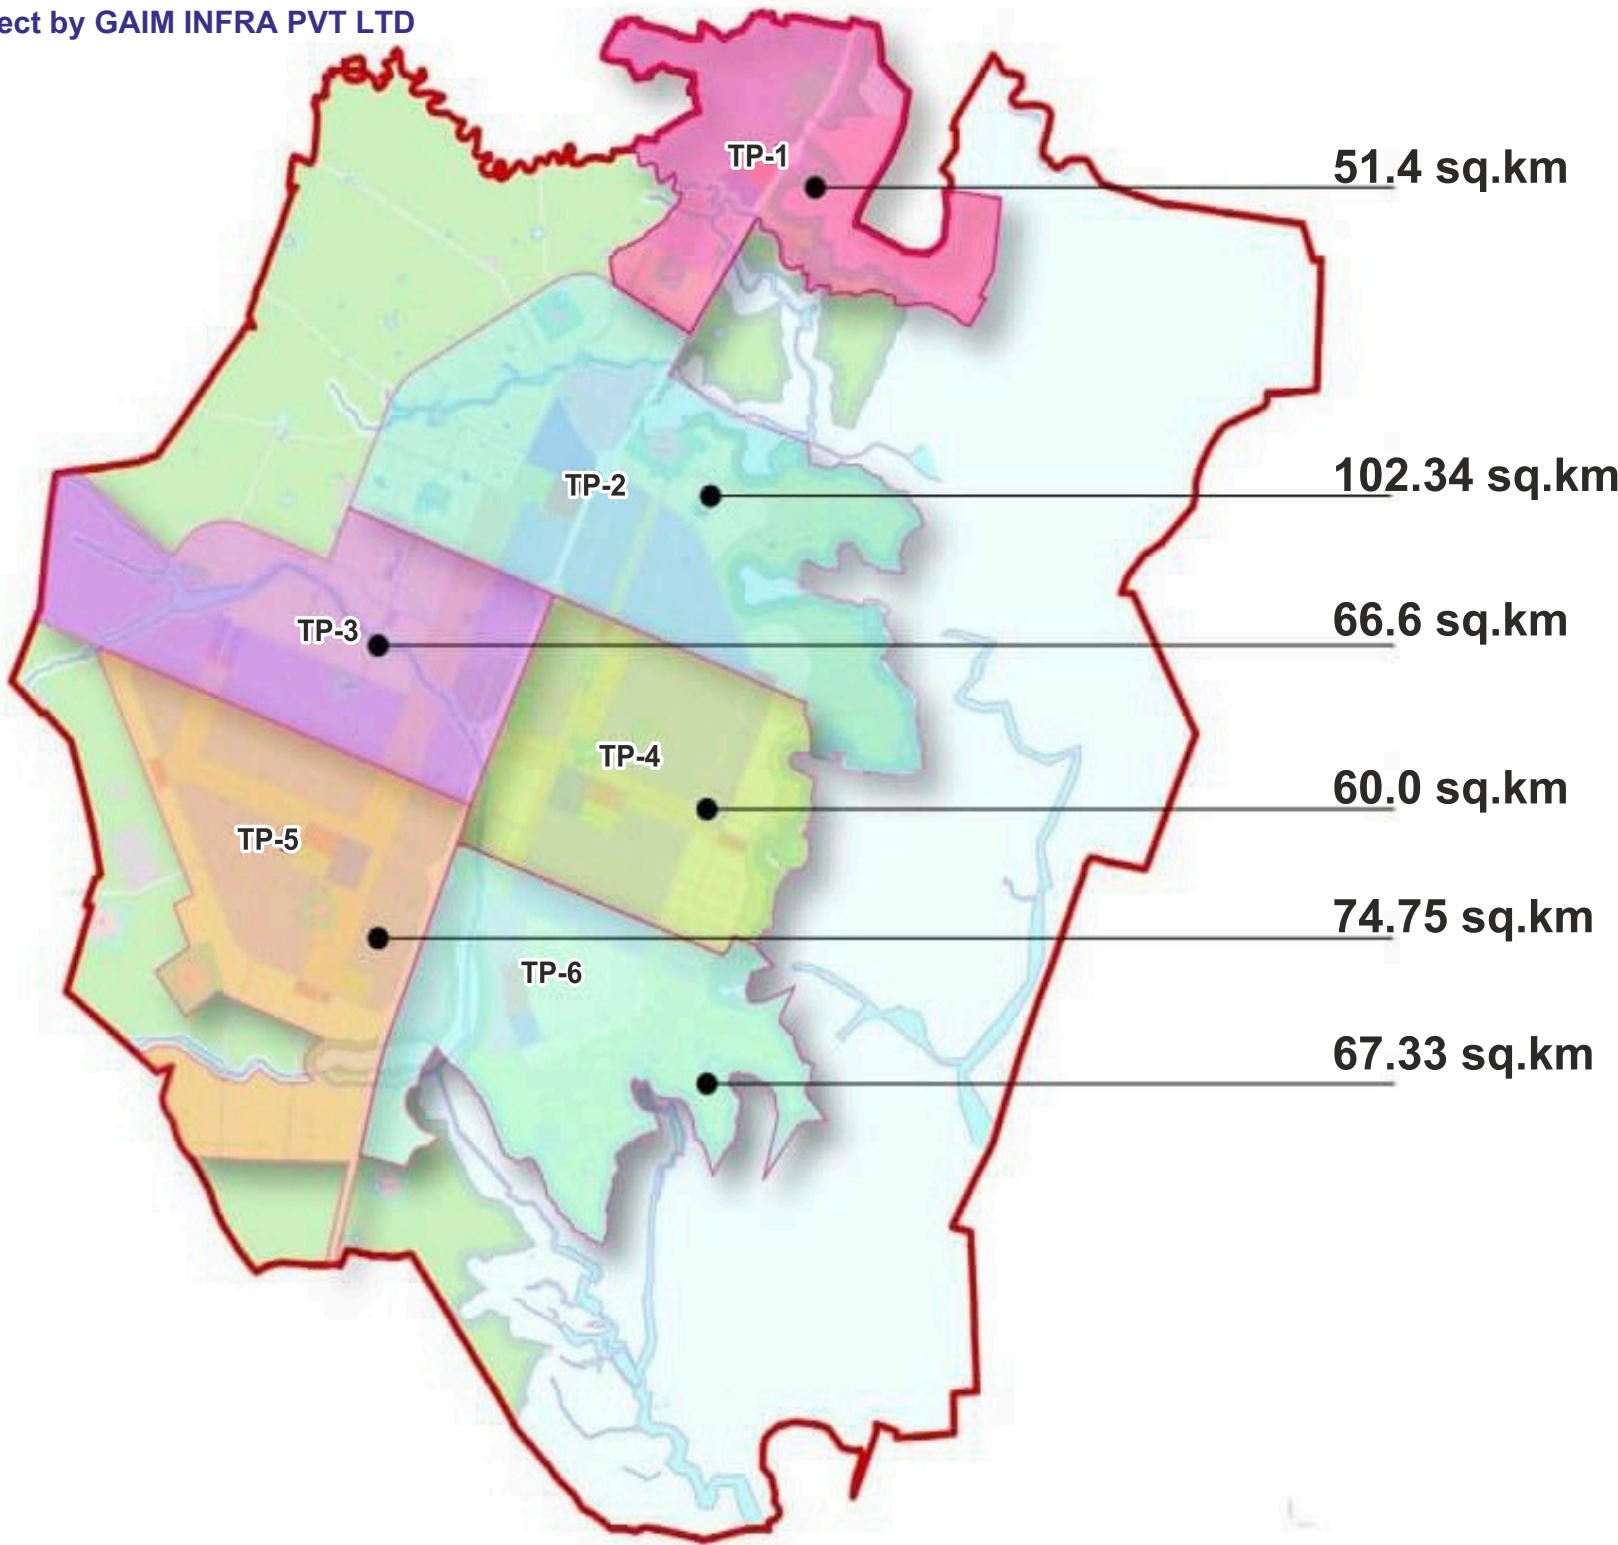 ect by GAIM INFRA PVT LTD
TP-1
51.4 sq.km
TP-2
102.34 sq.km
TP-3
66.6 sq.km
TP-4
60.0 sq.km
TP-5
74.75 sq.km
TP-6
67.33 sq.km